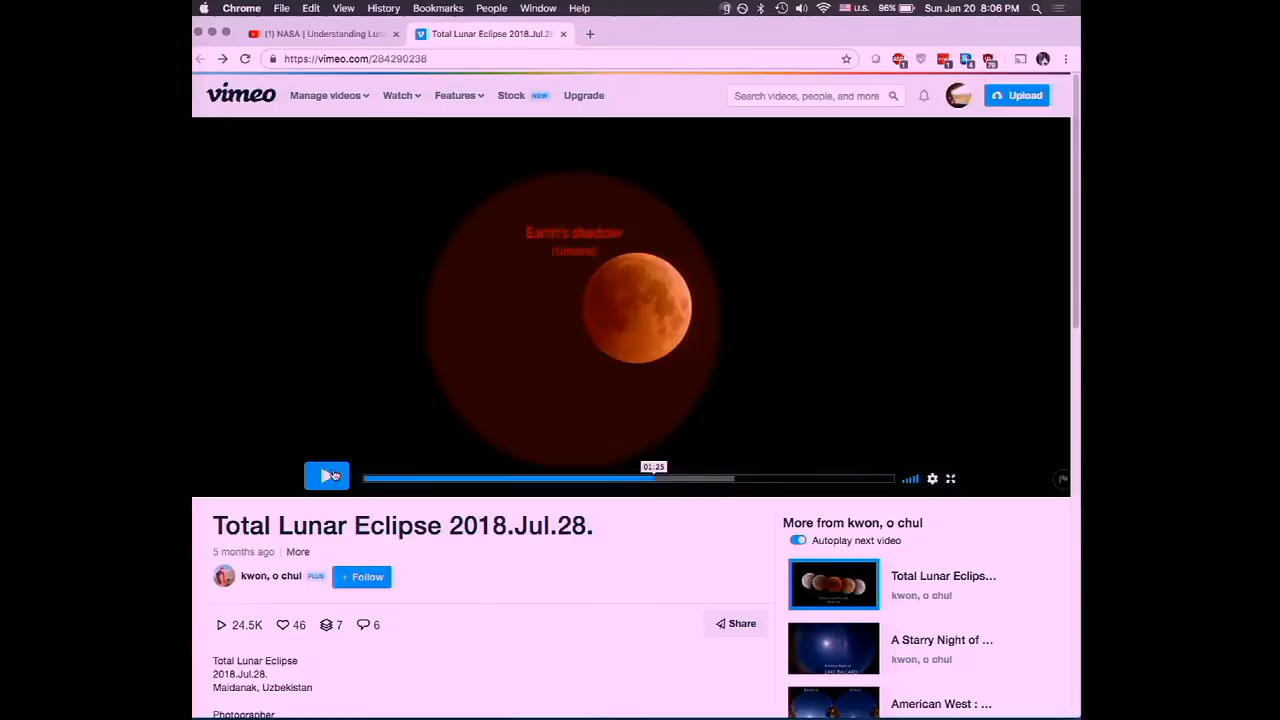 Chrome File Edit View History Bookmarks People Window Help U.S. 96% Sun Jan 20 8:06 PM
(1) NASA | Understanding Lun
Total Lunar Eclipse 2018.Jul.28
https://vimeo.com/284290238
vimeo Manage videos Watch Features Stock NEW Upgrade Search videos, people, and more Upload
Earth's shadow
(Umbra)
01:25
Total Lunar Eclipse 2018.Jul.28.
5 months ago More
kwon, o chul PLUS + Follow
24.5K 46 7 6 Share
Total Lunar Eclipse
2018.Jul.28.
Maidanak, Uzbekistan
Photographer
More from kwon, o chul
Autoplay next video
Total Lunar Eclips...
kwon, o chul
A Starry Night of ...
kwon, o chul
American West : ...